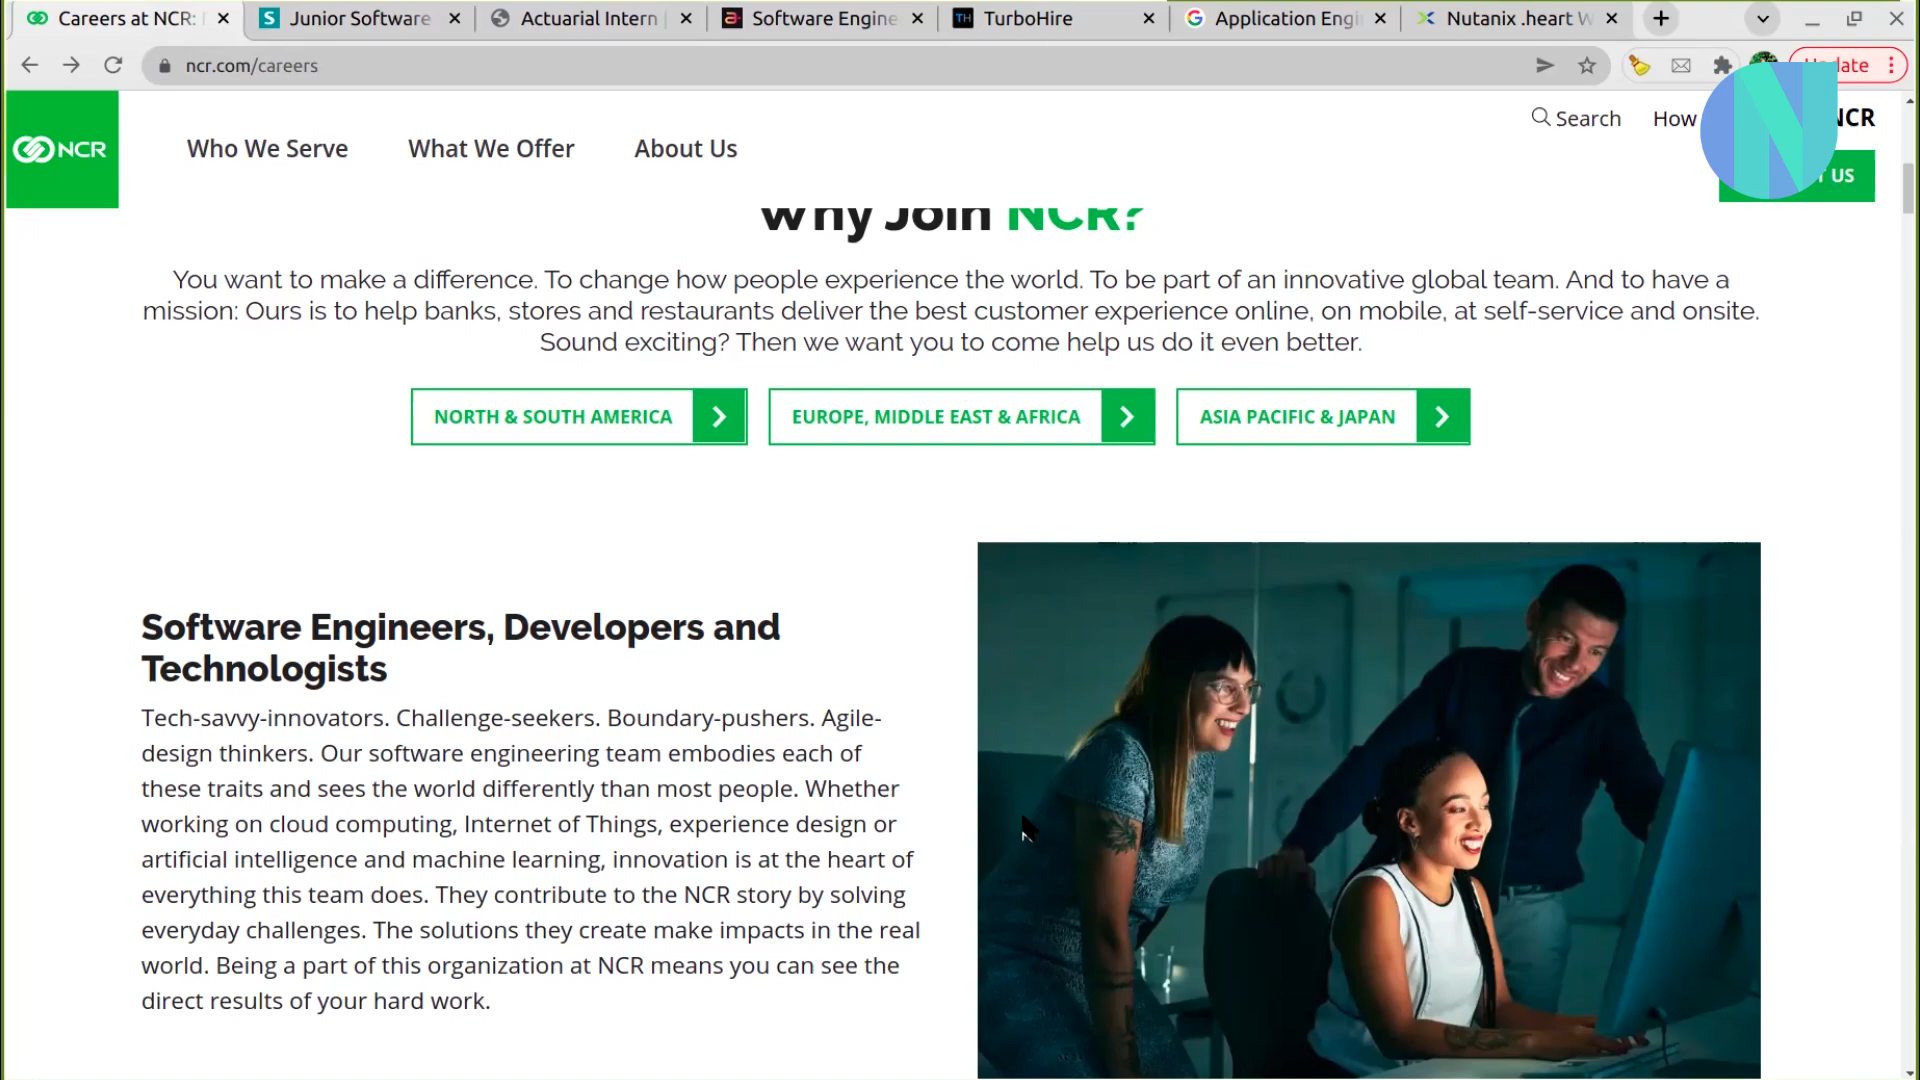 Careers at NCR:
Junior Software
Actuarial Intern
Software Engine
TH TurboHire
G Application Engi
Nutanix .heart W
ncr.com/careers
NCR
Who We Serve
What We Offer
About Us
Search
How
NCR
US
Why Join NCR?
You want to make a difference. To change how people experience the world. To be part of an innovative global team. And to have a
mission: Ours is to help banks, stores and restaurants deliver the best customer experience online, on mobile, at self-service and onsite.
Sound exciting? Then we want you to come help us do it even better.
NORTH & SOUTH AMERICA
EUROPE, MIDDLE EAST & AFRICA
ASIA PACIFIC & JAPAN
Software Engineers, Developers and
Technologists
Tech-savvy-innovators. Challenge-seekers. Boundary-pushers. Agile-
design thinkers. Our software engineering team embodies each of
these traits and sees the world differently than most people. Whether
working on cloud computing, Internet of Things, experience design or
artificial intelligence and machine learning, innovation is at the heart of
everything this team does. They contribute to the NCR story by solving
everyday challenges. The solutions they create make impacts in the real
world. Being a part of this organization at NCR means you can see the
direct results of your hard work.